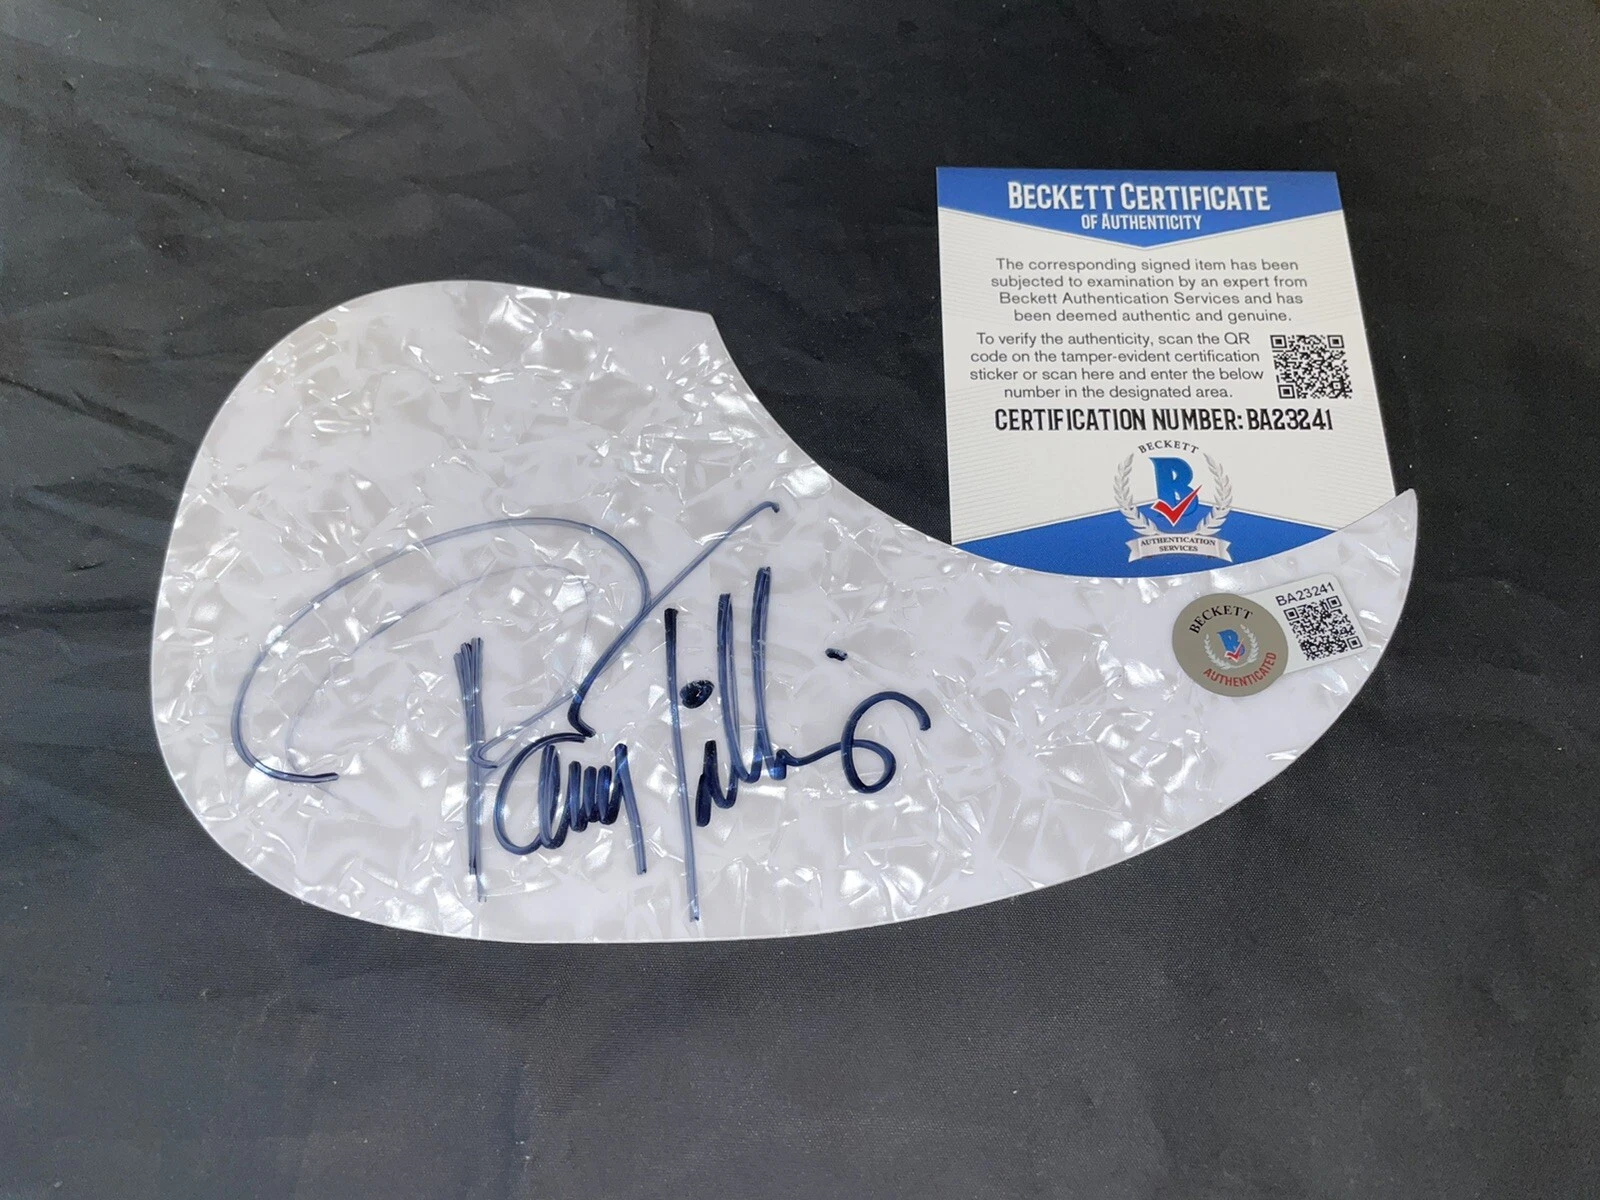 BECKETT CERTIFICATE
OF AUTHENTICITY
The corresponding signed item has been
subjected to examination by an expert from
Beckett Authentication Services and has
been deemed authentic and genuine.
To verify the authenticity, scan the QR
code on the tamper-evident certification
sticker or scan here and enter the below
number in the designated area.
CERTIFICATION NUMBER: BA23241
BECKETT
B
AUTHENTICATION
SERVICES
BA23241
BECKETT
B
AUTHENTICATED
Pam Tillis